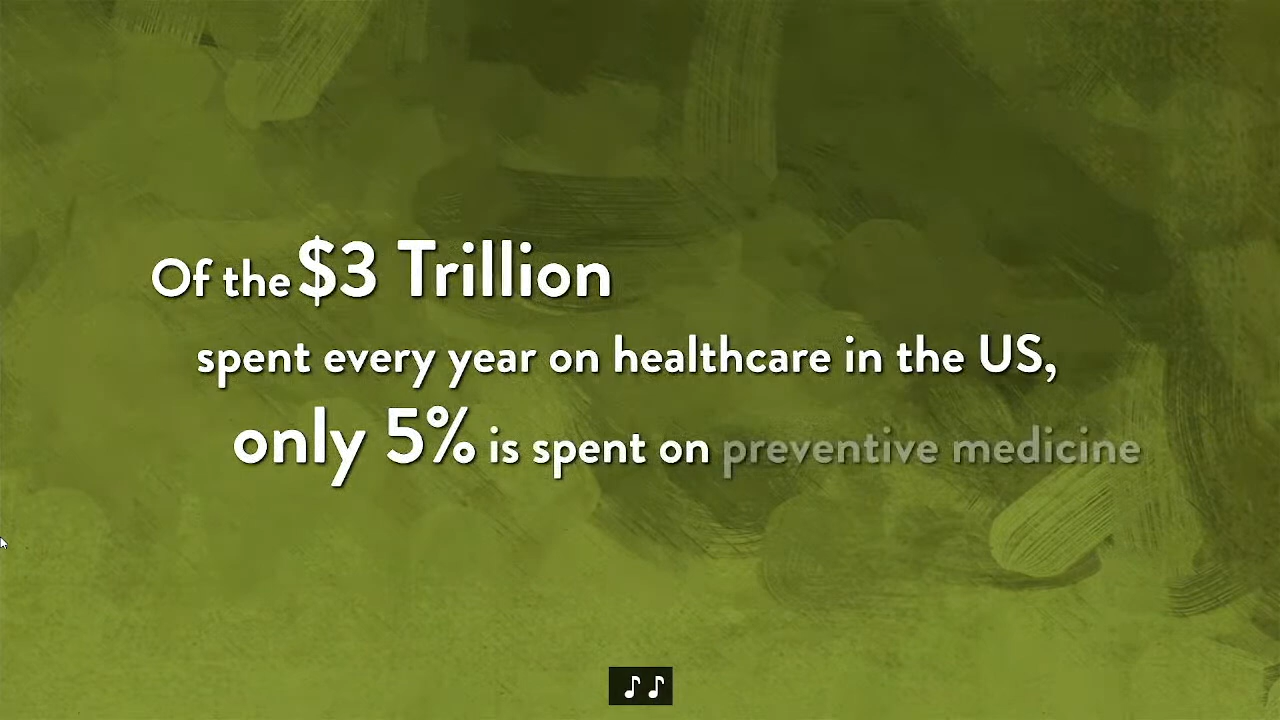 Of the $3 Trillion
spent every year on healthcare in the US,
only 5% is spent on preventive medicine
♪ ♪